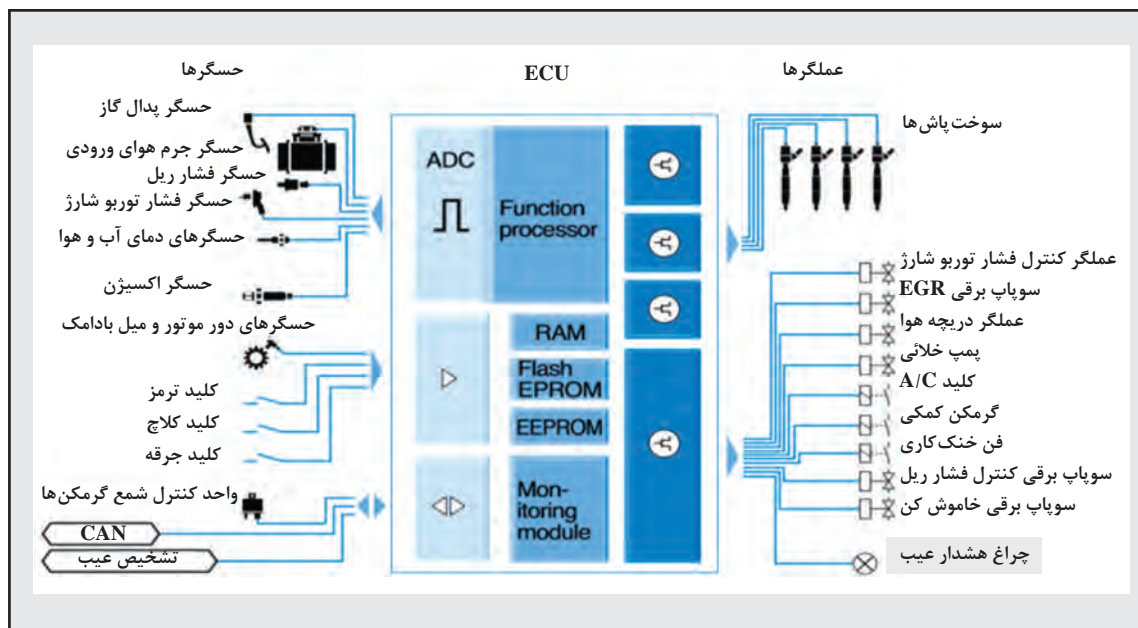 حسگرها
ECU
عملگرها
حسگر پدال گاز
حسگر جرم هوای ورودی
حسگر فشار ریل
حسگر فشار توربو شارژ
حسگرهای دمای آب و هوا
حسگر اکسیژن
حسگرهای دور موتور و میل بادامک
کلید ترمز
کلید کلاچ
کلید جرقه
واحد کنترل شمع گرمکن‌ها
CAN
تشخیص عیب
ADC
Function
processor
RAM
Flash
EPROM
EEPROM
Mon-
itoring
module
سوخت‌پاش‌ها
عملگر کنترل فشار توربو شارژ
سوپاپ برقی EGR
عملگر دریچه هوا
پمپ خلائی
کلید A/C
گرمکن کمکی
فن خنک‌کاری
سوپاپ برقی کنترل فشار ریل
سوپاپ برقی خاموش کن
چراغ هشدار عیب